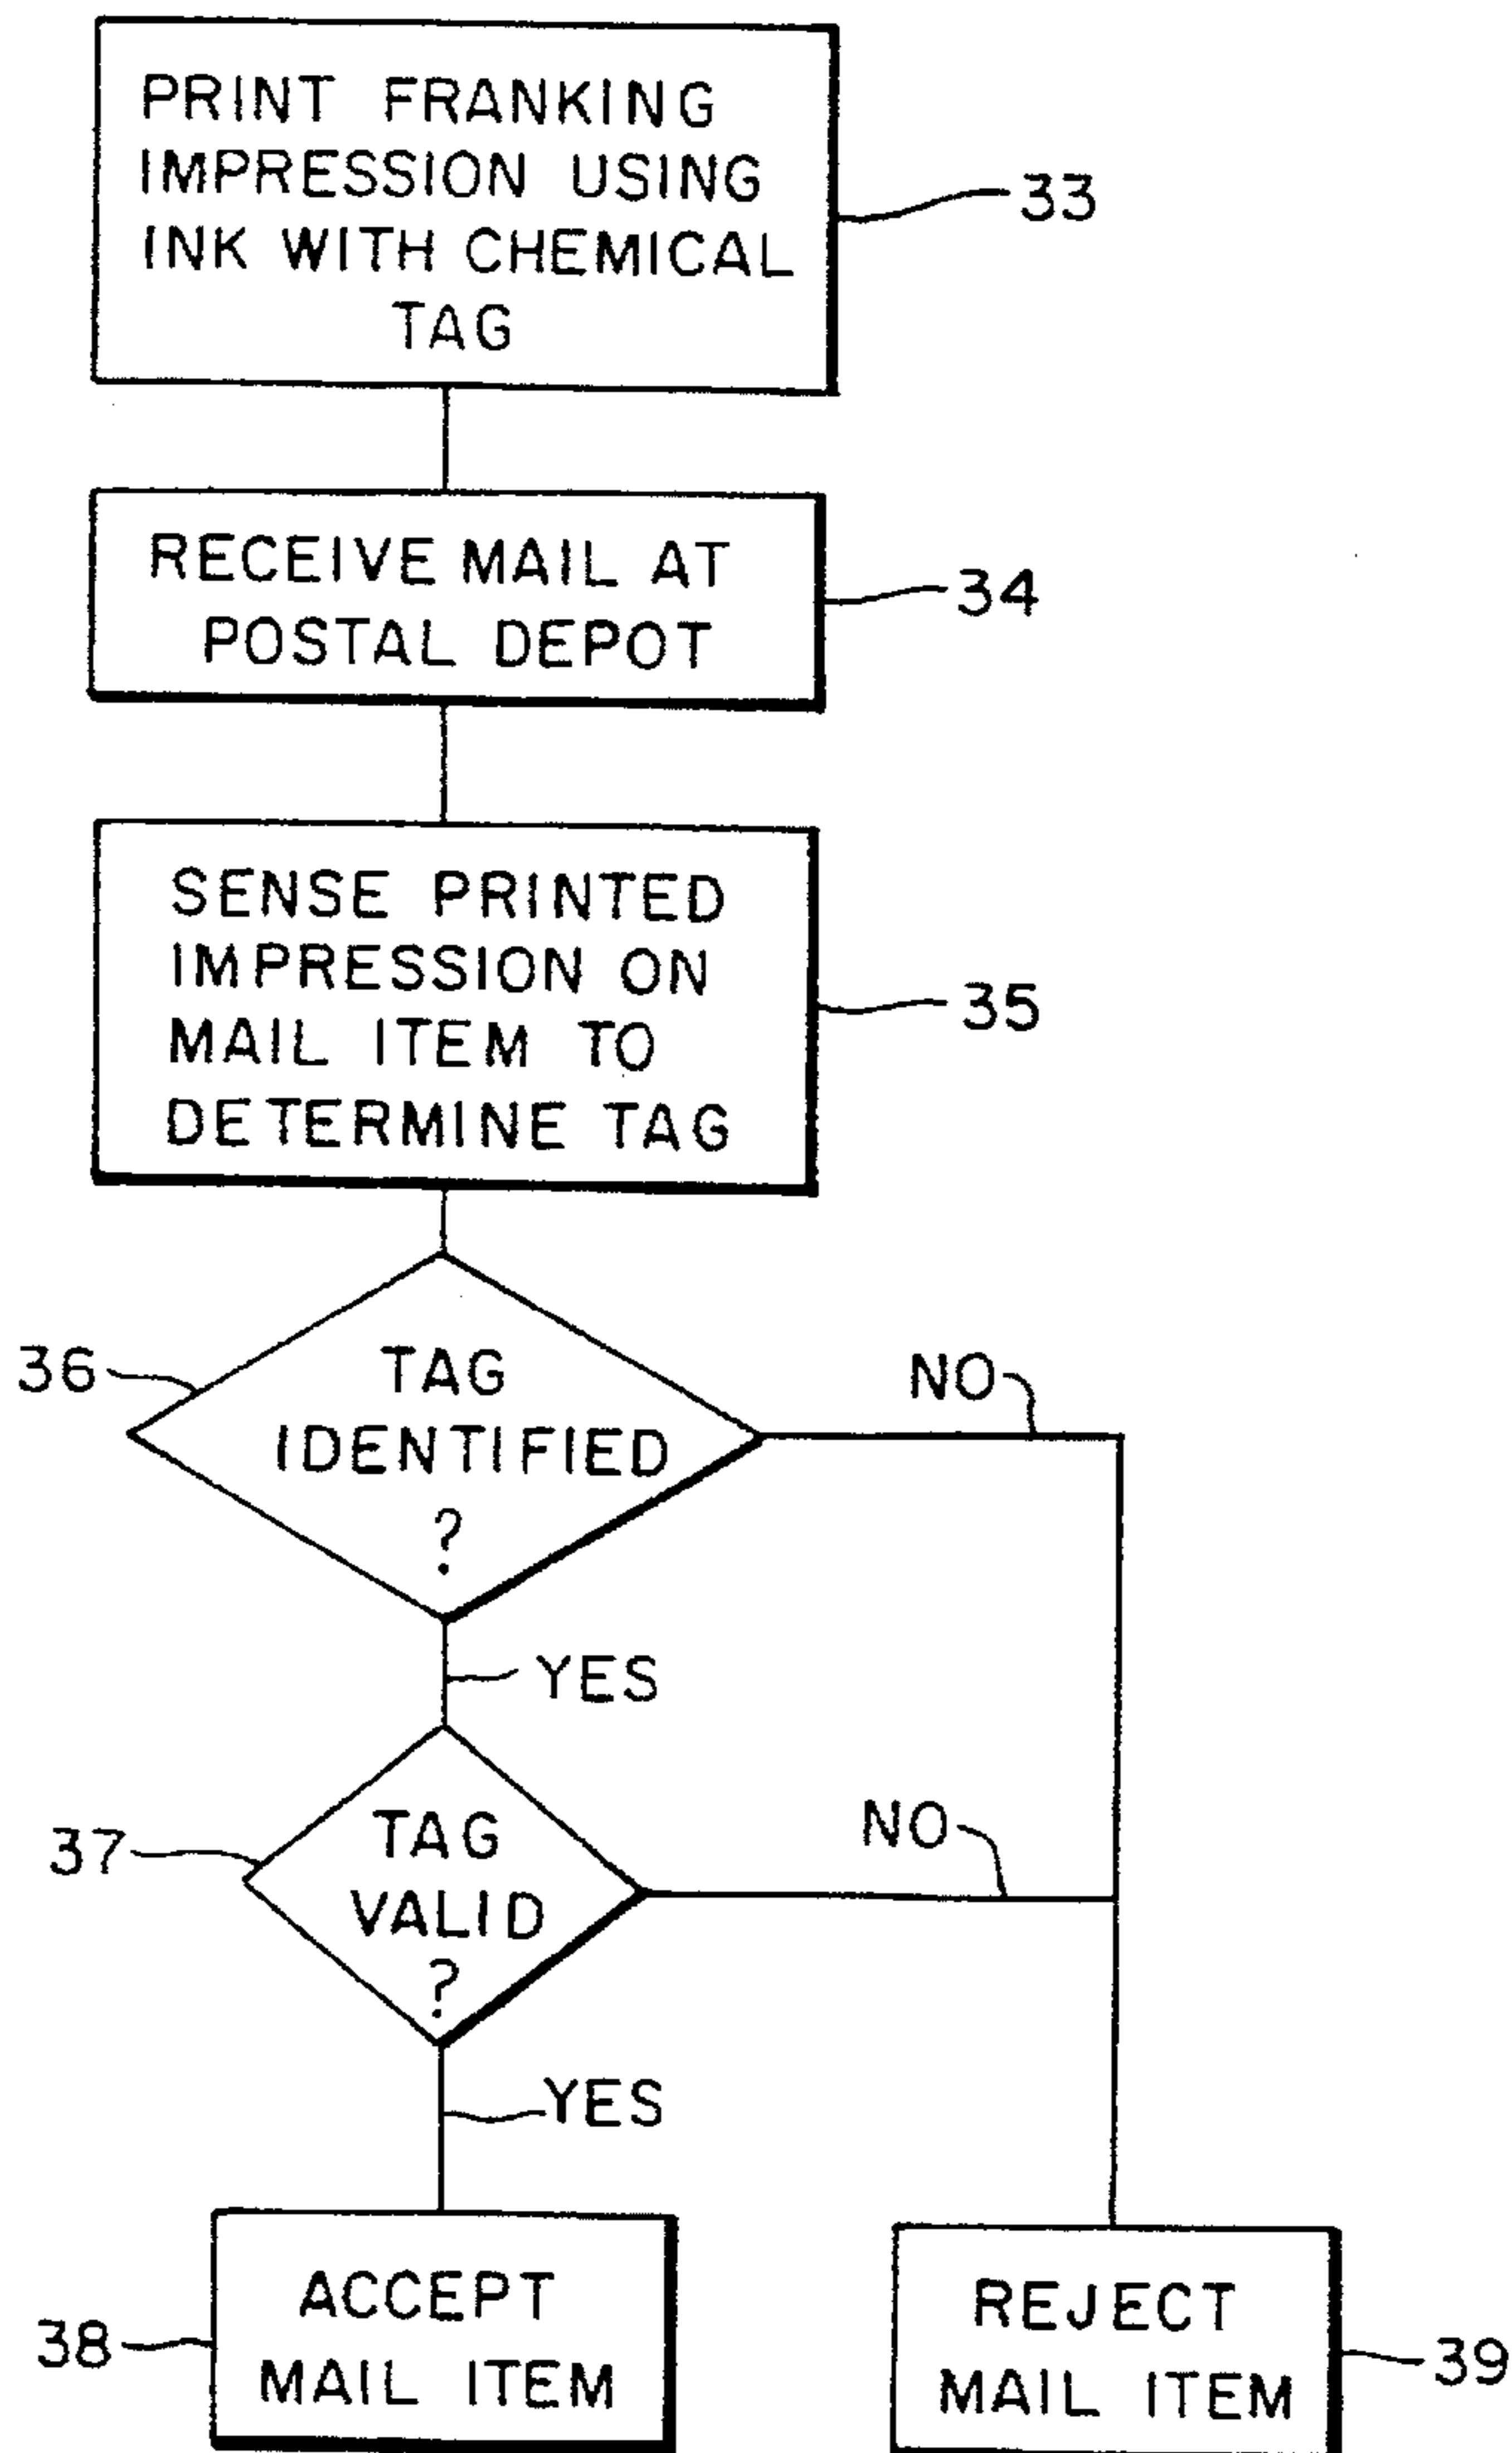 PRINT FRANKING
IMPRESSION USING
INK WITH CHEMICAL
TAG
33
RECEIVE MAIL AT
POSTAL DEPOT
34
SENSE PRINTED
IMPRESSION ON
MAIL ITEM TO
DETERMINE TAG
35
36
TAG
IDENTIFIED
?
NO
YES
37
TAG
VALID
?
NO
YES
38
ACCEPT
MAIL ITEM
REJECT
MAIL ITEM
39